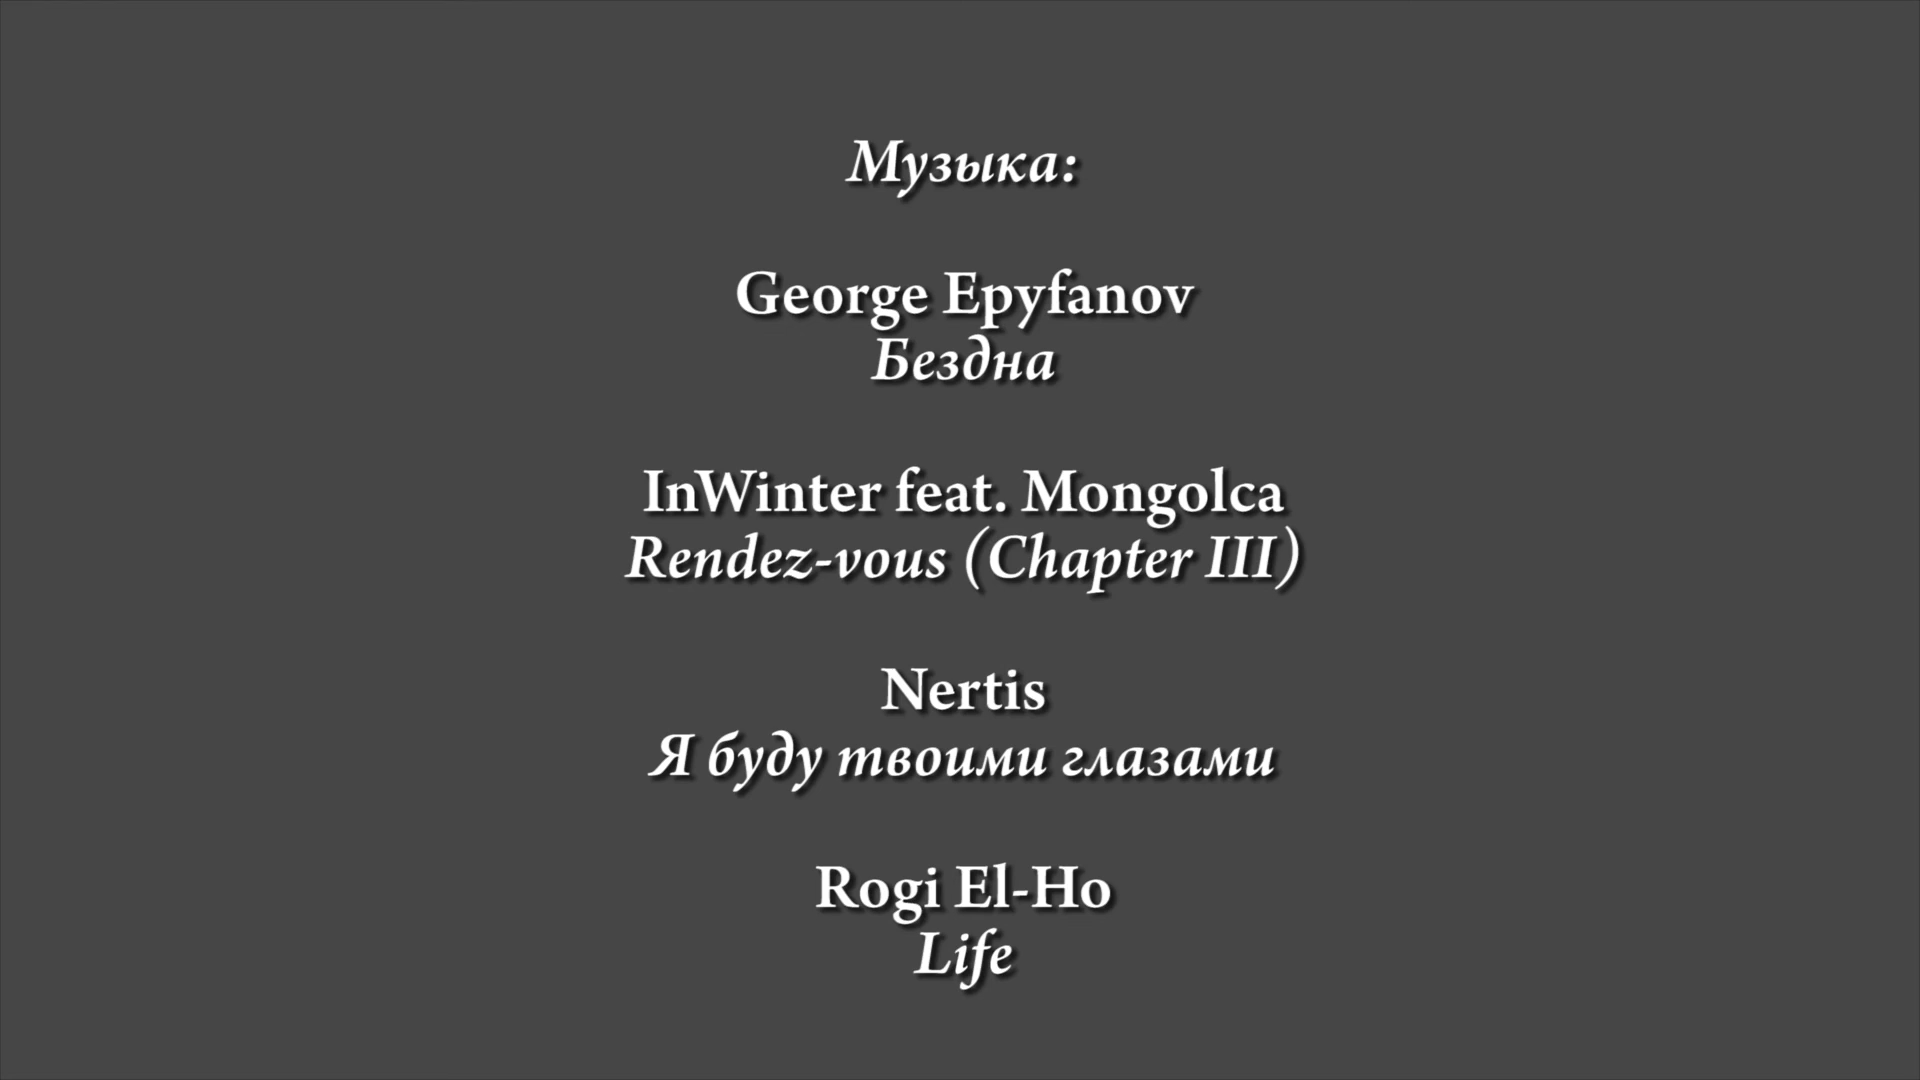 Музыка:
George Epyfanov
Бездна
InWinter feat. Mongolca
Rendez-vous (Chapter III)
Nertis
Я буду твоими глазами
Rogi El-Ho
Life